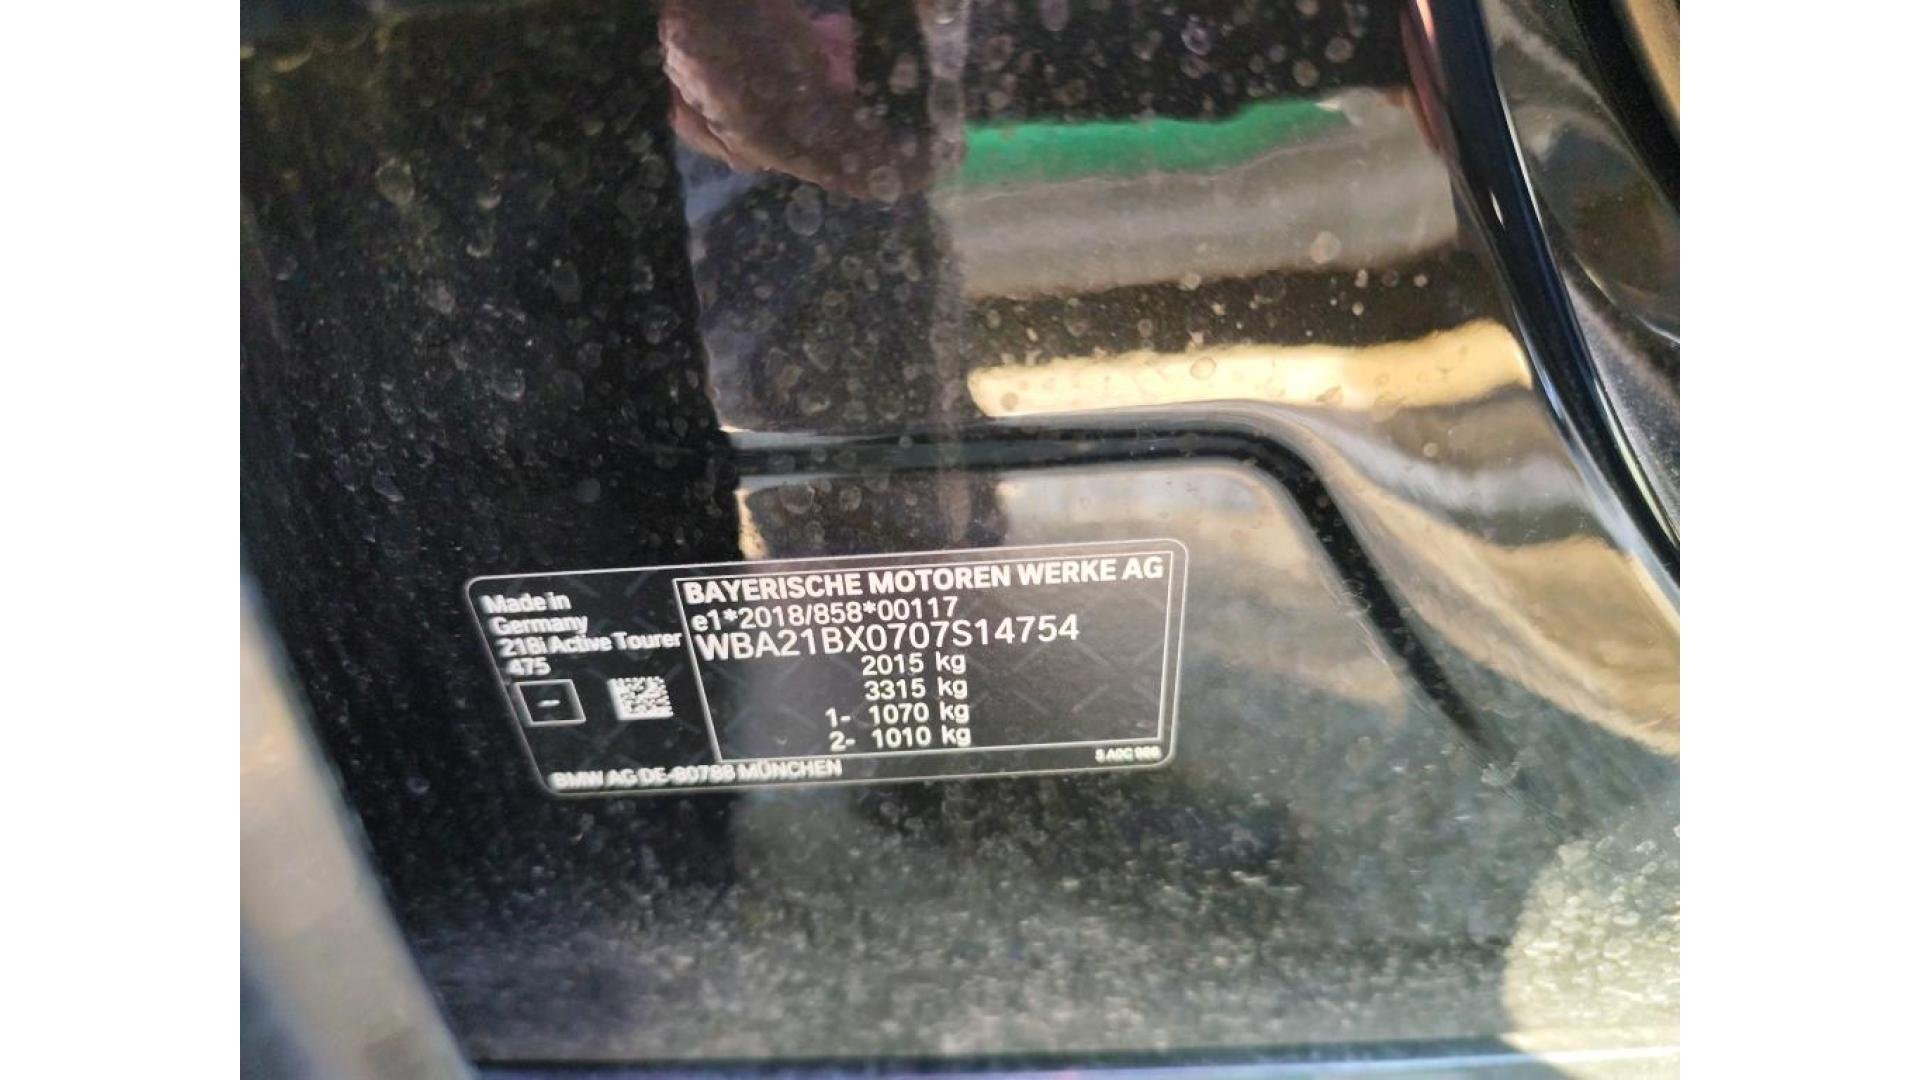 Made in
Germany
218i Active Tourer
475
-
BMW AG DE-80788 MÜNCHEN
BAYERISCHE MOTOREN WERKE AG
e1*2018/858*00117
WBA21BX0707S14754
2015 kg
3315 kg
1- 1070 kg
2- 1010 kg